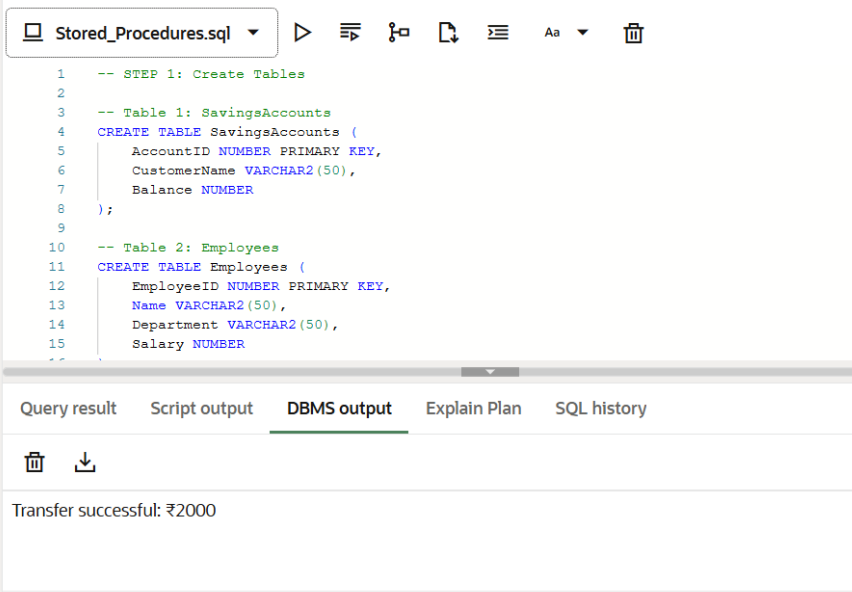 Stored_Procedures.sql
Aa
1 -- STEP 1: Create Tables
2
3 -- Table 1: SavingsAccounts
4 CREATE TABLE SavingsAccounts (
5 AccountID NUMBER PRIMARY KEY,
6 CustomerName VARCHAR2(50),
7 Balance NUMBER
8 );
9
10 -- Table 2: Employees
11 CREATE TABLE Employees (
12 EmployeeID NUMBER PRIMARY KEY,
13 Name VARCHAR2(50),
14 Department VARCHAR2(50),
15 Salary NUMBER
Query result Script output DBMS output Explain Plan SQL history
Transfer successful: ₹2000